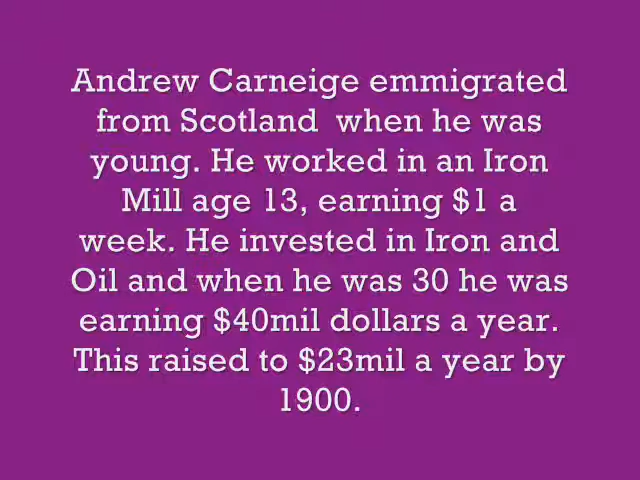 Andrew Carneige emmigrated
from Scotland when he was
young. He worked in an Iron
Mill age 13, earning $1 a
week. He invested in Iron and
Oil and when he was 30 he was
earning $40mil dollars a year.
This raised to $23mil a year by
1900.